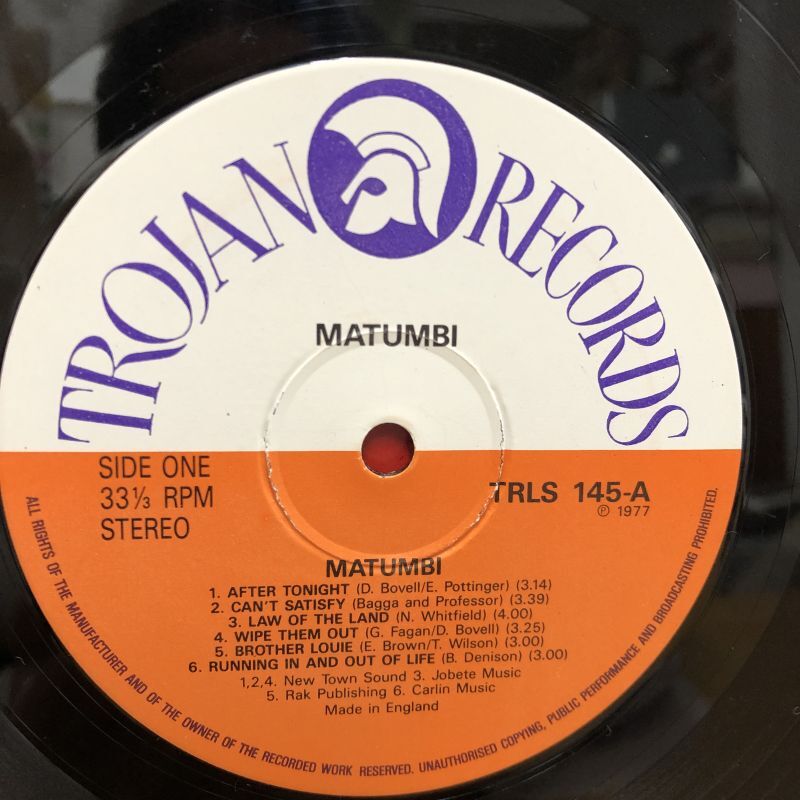 TROJAN RECORDS
MATUMBI
SIDE ONE
33⅓ RPM
STEREO
TRLS 145-A
℗ 1977
MATUMBI
1. AFTER TONIGHT (D. Bovell/E. Pottinger) (3.14)
2. CAN'T SATISFY (Bagga and Professor) (3.39)
3. LAW OF THE LAND (N. Whitfield) (4.00)
4. WIPE THEM OUT (G. Fagan/D. Bovell) (3.25)
5. BROTHER LOUIE (E. Brown/T. Wilson) (3.00)
6. RUNNING IN AND OUT OF LIFE (B. Denison) (3.00)
1,2,4. New Town Sound 3. Jobete Music
5. Rak Publishing 6. Carlin Music
Made in England
ALL RIGHTS OF THE MANUFACTURER AND OF THE OWNER OF THE RECORDED WORK RESERVED. UNAUTHORISED COPYING, PUBLIC PERFORMANCE AND BROADCASTING PROHIBITED.